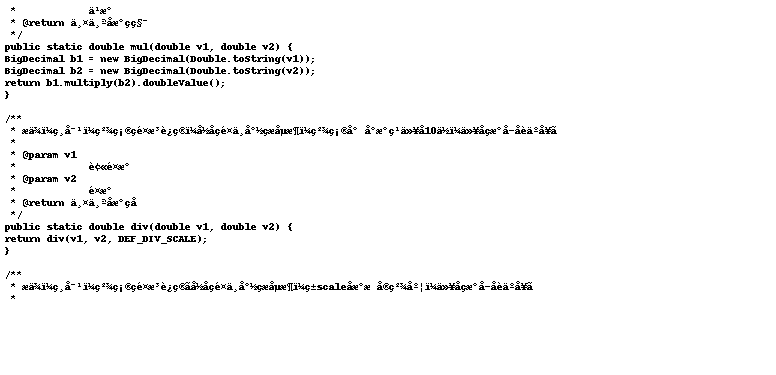 * ä¹æ°
* @return ä¸¤ä¸ªåæ°çç§¯
*/
public static double mul(double v1, double v2) {
BigDecimal b1 = new BigDecimal(Double.toString(v1));
BigDecimal b2 = new BigDecimal(Double.toString(v2));
return b1.multiply(b2).doubleValue();
}
/**
* æä¾ï¼ç¸å¯¹ï¼ç²¾ç¡®çé¤æ³è¿ç®ï¼å½åçé¤ä¸å°½çæåµæ¶ï¼ç²¾ç¡®å° å°æ°ç¹ä»¥å10ä½ï¼ä»¥åçæ°å­åèäºå¥ã
*
* @param v1
* è¢«é¤æ°
* @param v2
* é¤æ°
* @return ä¸¤ä¸ªåæ°çå
*/
public static double div(double v1, double v2) {
return div(v1, v2, DEF_DIV_SCALE);
}
/**
* æä¾ï¼ç¸å¯¹ï¼ç²¾ç¡®çé¤æ³è¿ç®ãå½åçé¤ä¸å°½çæåµæ¶ï¼ç±scaleåæ°æ å®ç²¾åº¦ï¼ä»¥åçæ°å­åèäºå¥ã
*